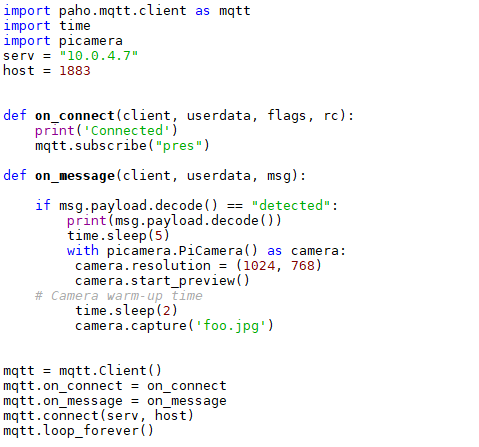 import paho.mqtt.client as mqtt
import time
import picamera
serv = "10.0.4.7"
host = 1883


def on_connect(client, userdata, flags, rc):
    print('Connected')
    mqtt.subscribe("pres")

def on_message(client, userdata, msg):

    if msg.payload.decode() == "detected":
        print(msg.payload.decode())
        time.sleep(5)
        with picamera.PiCamera() as camera:
         camera.resolution = (1024, 768)
         camera.start_preview()
    # Camera warm-up time
         time.sleep(2)
         camera.capture('foo.jpg')


mqtt = mqtt.Client()
mqtt.on_connect = on_connect
mqtt.on_message = on_message
mqtt.connect(serv, host)
mqtt.loop_forever()